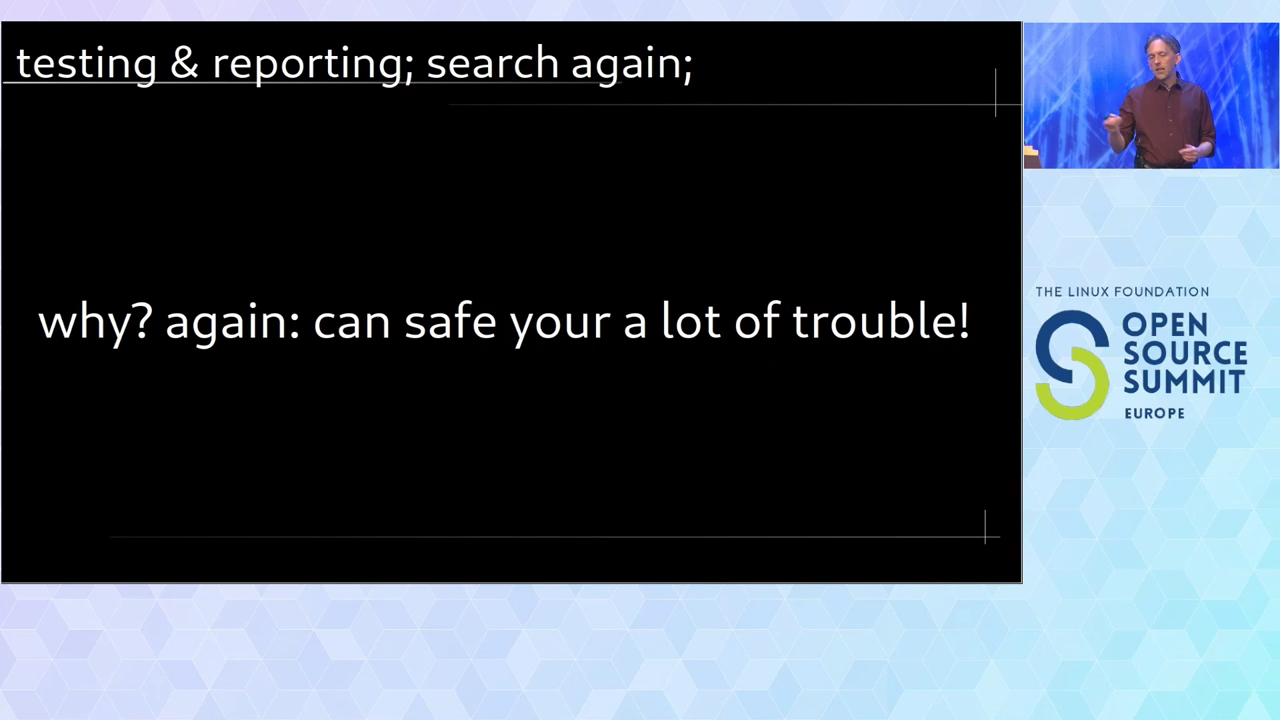 testing & reporting; search again;
why? again: can safe your a lot of trouble!
THE LINUX FOUNDATION
OPEN
SOURCE
SUMMIT
EUROPE